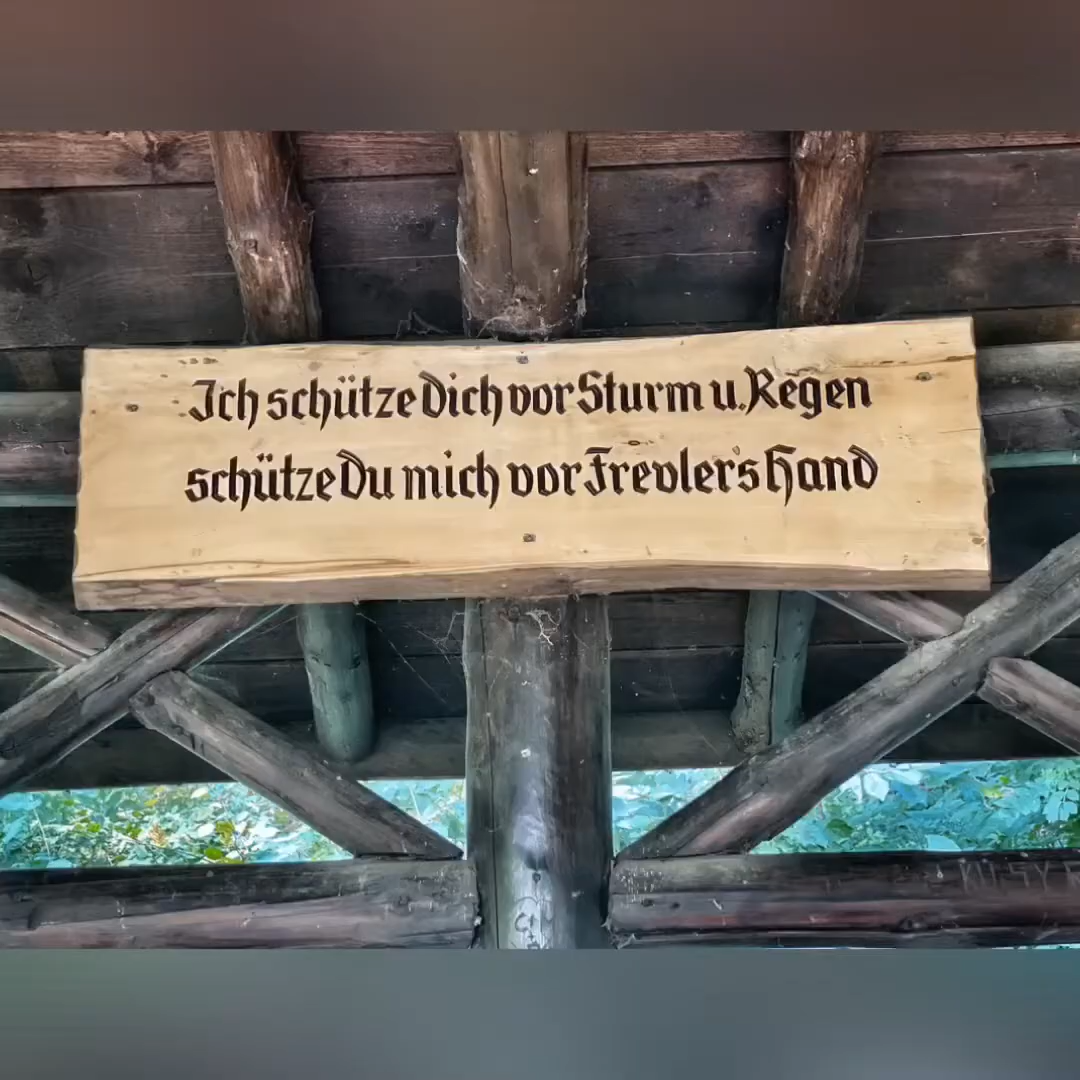 Ich schütze Dich vor Sturm u. Regen
schütze Du mich vor Frevler's Hand